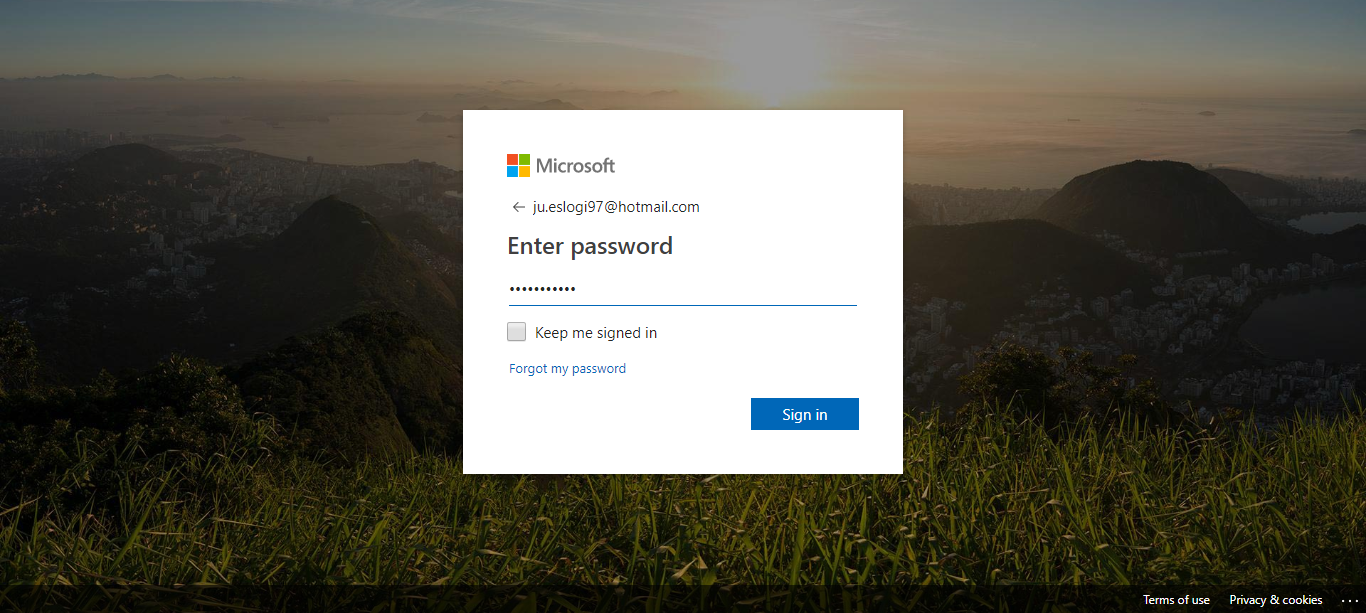 Microsoft
← ju.eslogi97@hotmail.com
Enter password
•••••••••••
Keep me signed in
Forgot my password
Sign in
Terms of use Privacy & cookies ...